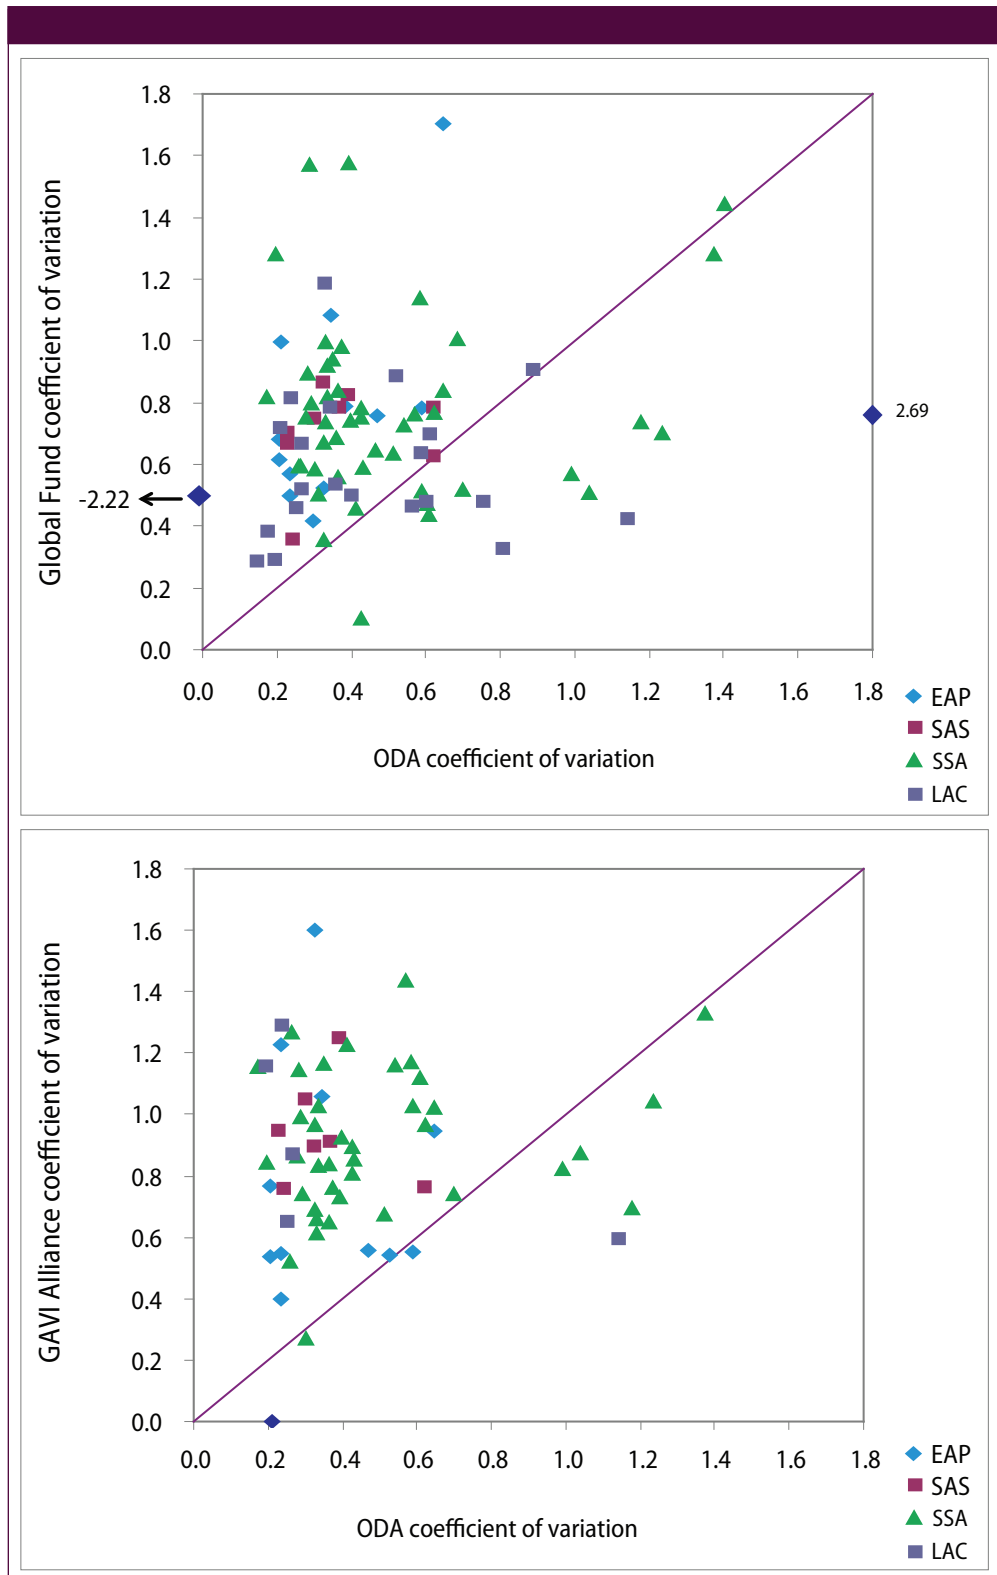 Global Fund coefficient of variation
1.8
1.6
1.4
1.2
1.0
0.8
0.6
0.4
0.2
0.0
2.69
-2.22
0.0 0.2 0.4 0.6 0.8 1.0 1.2 1.4 1.6 1.8
ODA coefficient of variation
EAP
SAS
SSA
LAC
GAVI Alliance coefficient of variation
1.8
1.6
1.4
1.2
1.0
0.8
0.6
0.4
0.2
0.0
0.0 0.2 0.4 0.6 0.8 1.0 1.2 1.4 1.6 1.8
ODA coefficient of variation
EAP
SAS
SSA
LAC